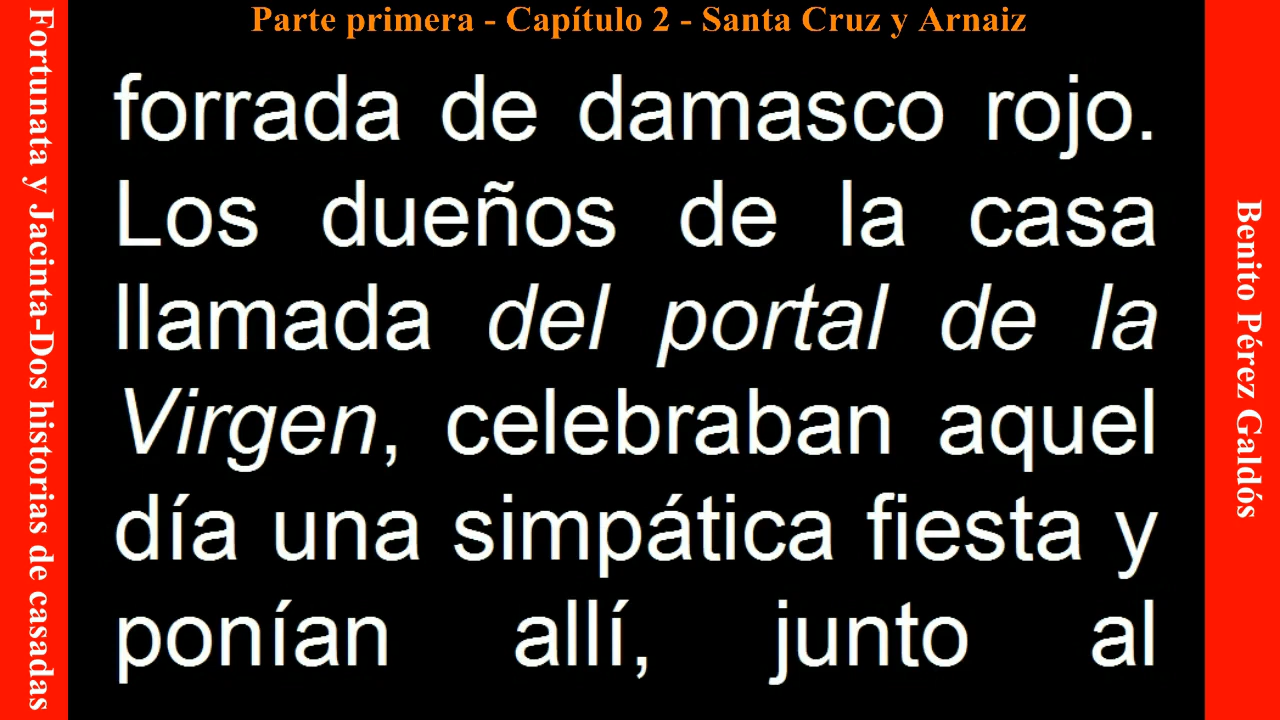 Parte primera - Capítulo 2 - Santa Cruz y Arnaiz
Fortunata y Jacinta-Dos historias de casadas
forrada de damasco rojo.
Los dueños de la casa
llamada del portal de la
Virgen, celebraban aquel
día una simpática fiesta y
ponían allí, junto al
Benito Pérez Galdós